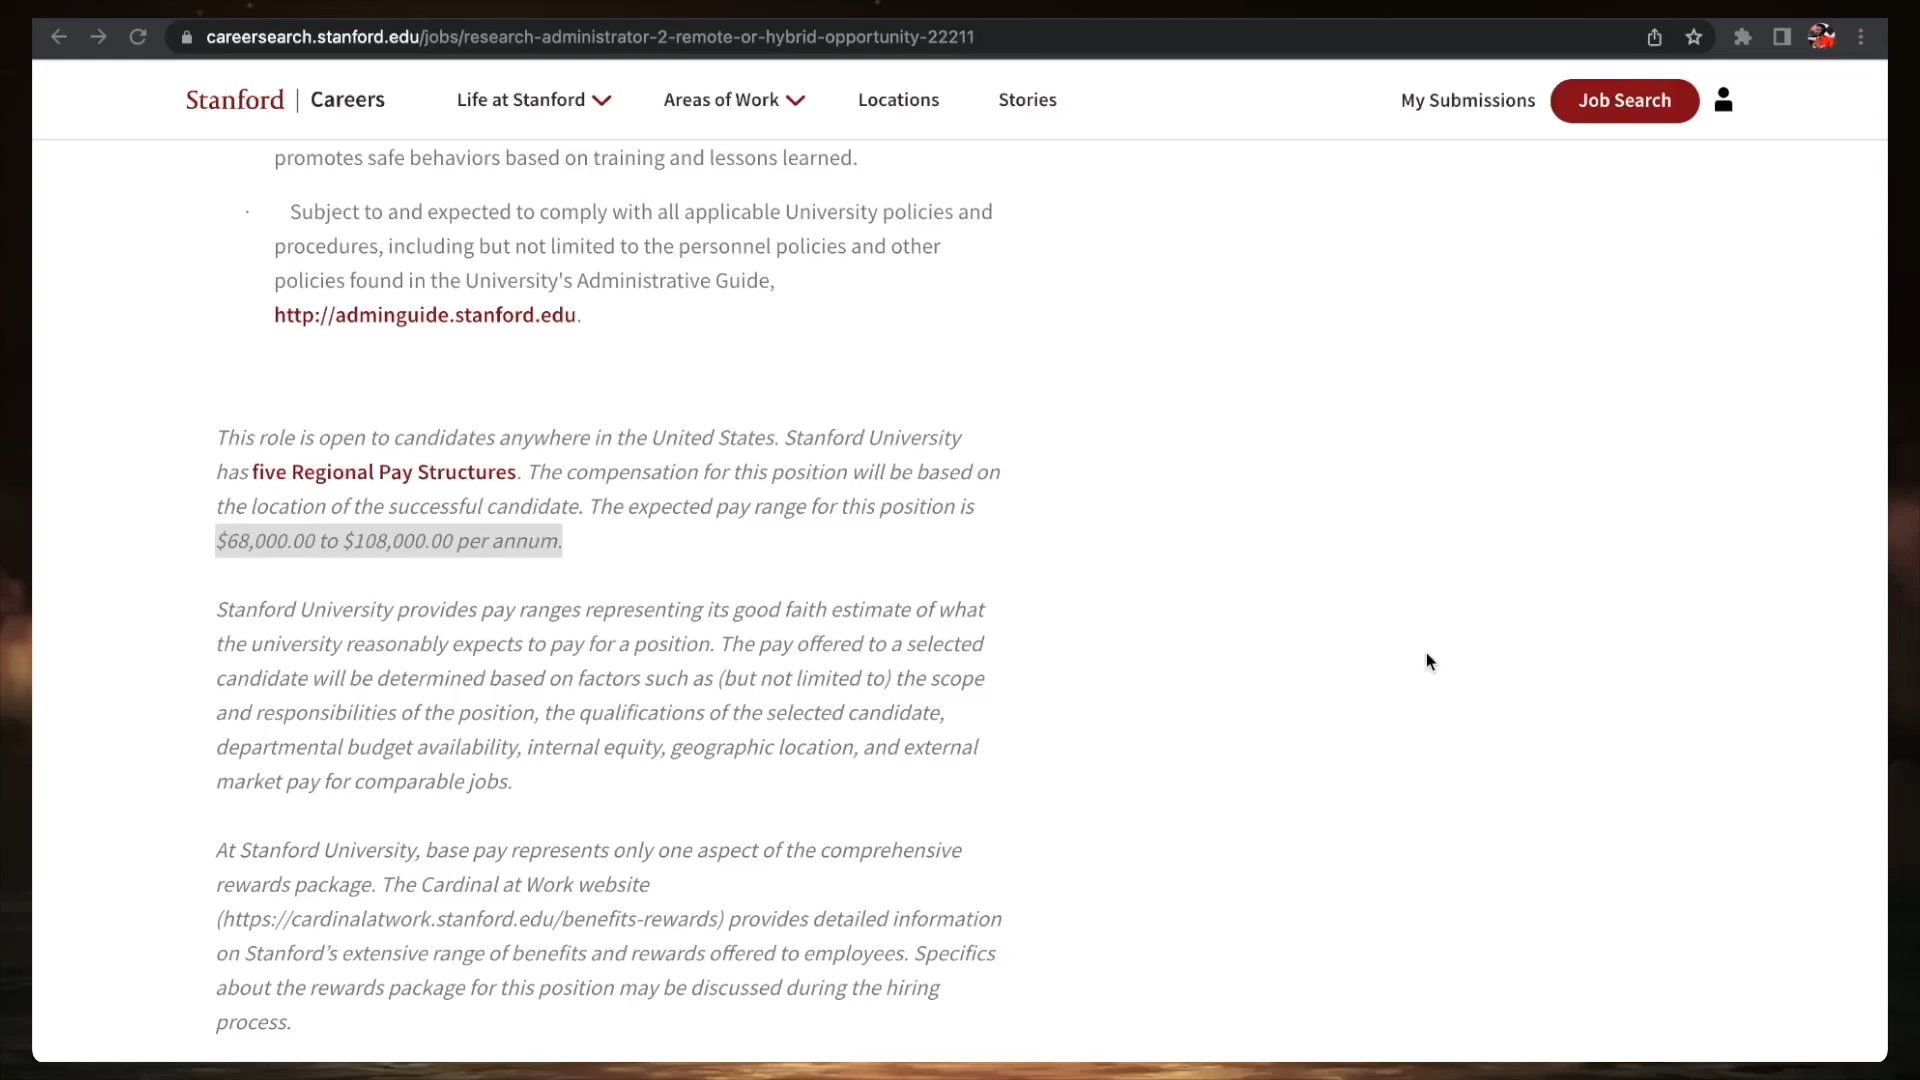 careersearch.stanford.edu/jobs/research-administrator-2-remote-or-hybrid-opportunity-22211
Stanford | Careers
Life at Stanford
Areas of Work
Locations
Stories
My Submissions
Job Search
promotes safe behaviors based on training and lessons learned.
· Subject to and expected to comply with all applicable University policies and
procedures, including but not limited to the personnel policies and other
policies found in the University's Administrative Guide,
http://adminguide.stanford.edu.
This role is open to candidates anywhere in the United States. Stanford University
has five Regional Pay Structures. The compensation for this position will be based on
the location of the successful candidate. The expected pay range for this position is
$68,000.00 to $108,000.00 per annum.
Stanford University provides pay ranges representing its good faith estimate of what
the university reasonably expects to pay for a position. The pay offered to a selected
candidate will be determined based on factors such as (but not limited to) the scope
and responsibilities of the position, the qualifications of the selected candidate,
departmental budget availability, internal equity, geographic location, and external
market pay for comparable jobs.
At Stanford University, base pay represents only one aspect of the comprehensive
rewards package. The Cardinal at Work website
(https://cardinalatwork.stanford.edu/benefits-rewards) provides detailed information
on Stanford’s extensive range of benefits and rewards offered to employees. Specifics
about the rewards package for this position may be discussed during the hiring
process.